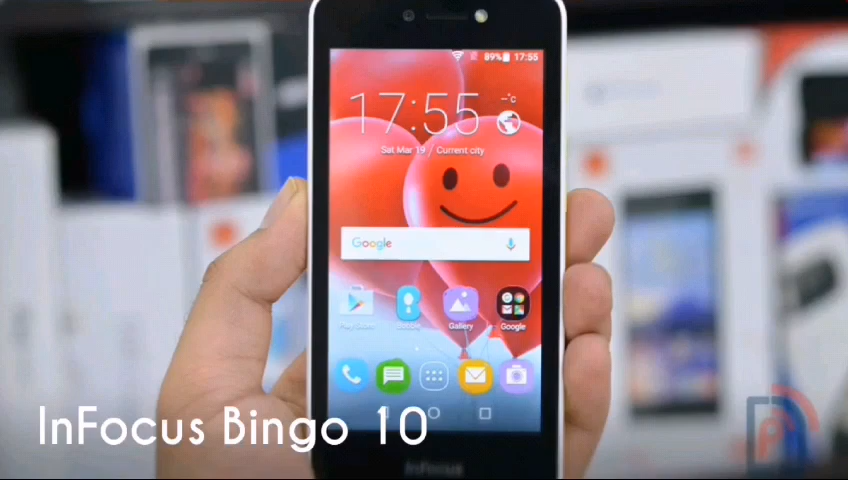 89% 17:55
17:55 -°c
Sat Mar 19 / Current city
Google
Play Store Gallery Google
InFocus Bingo 10
InFocus